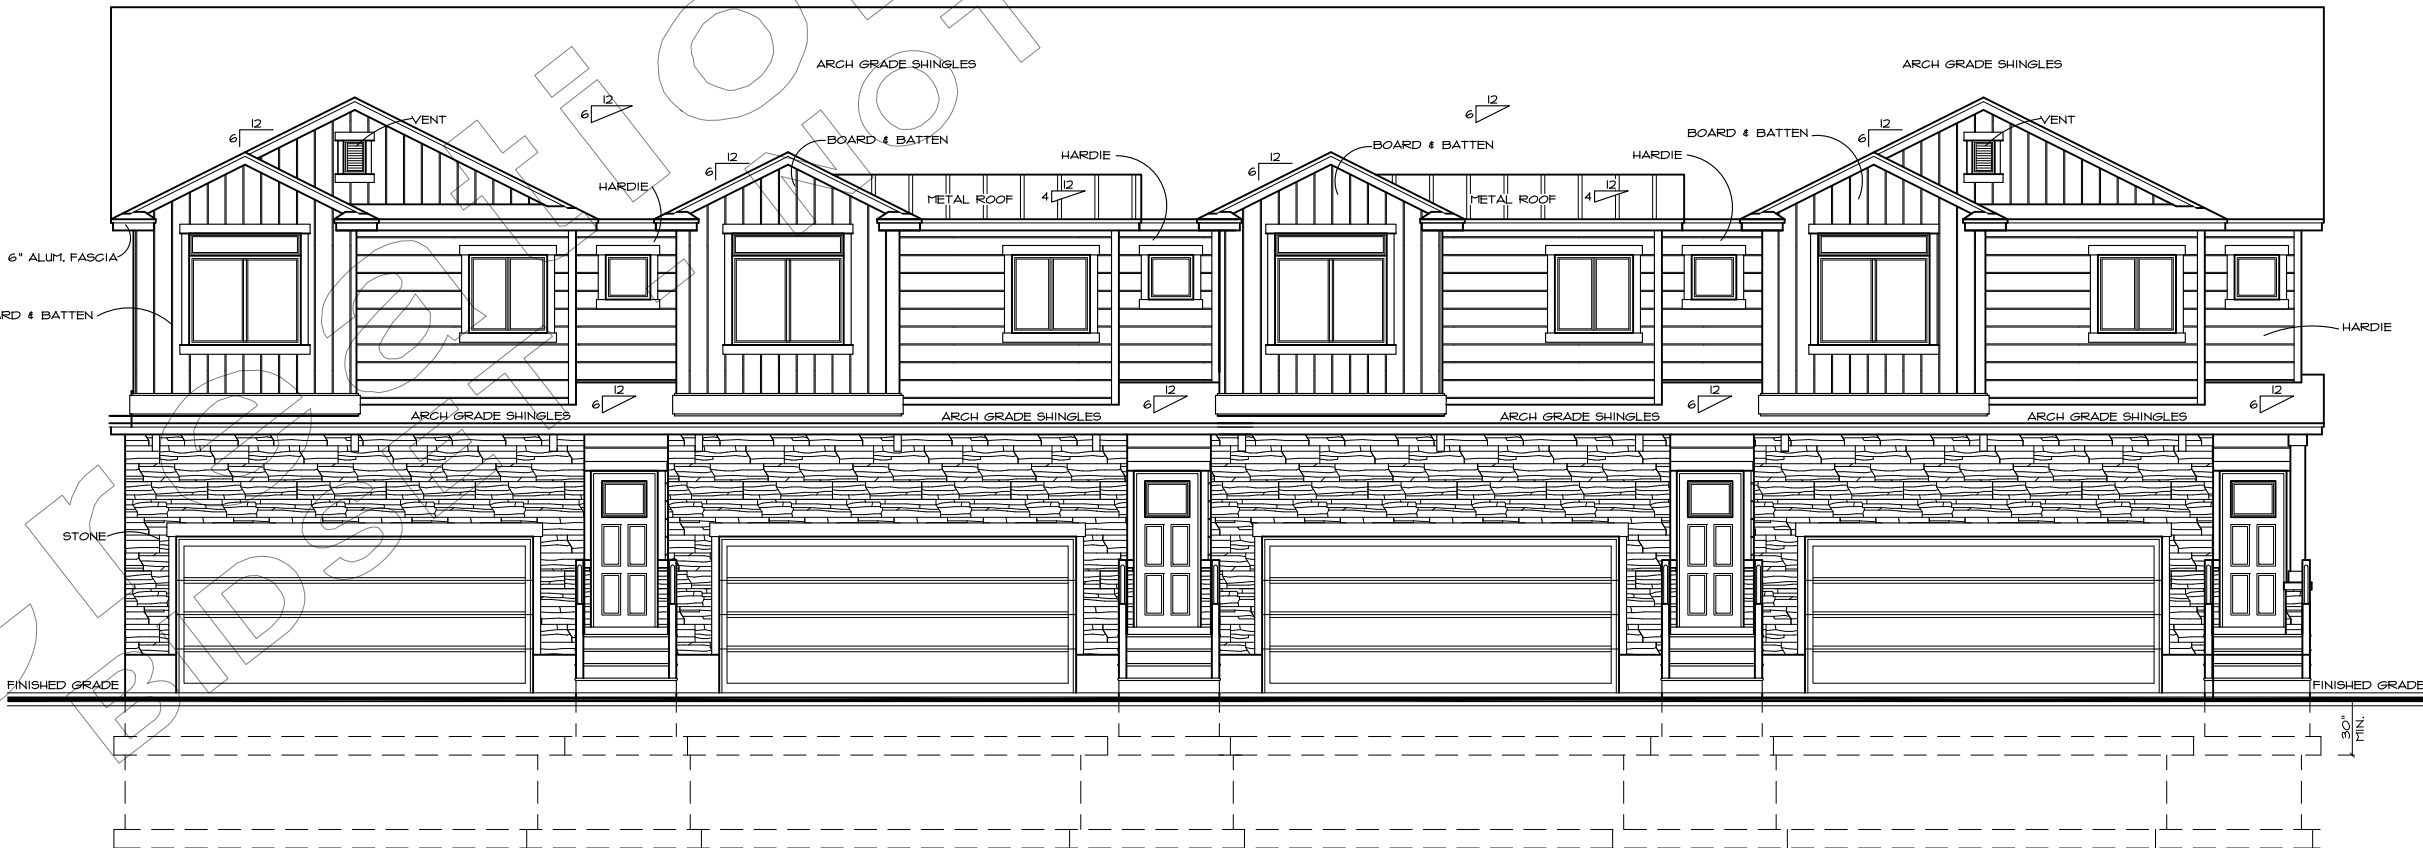 ARCH GRADE SHINGLES
ARCH GRADE SHINGLES
12
6
12
6
12
6
VENT
12
6
VENT
BOARD & BATTEN
BOARD & BATTEN
BOARD & BATTEN
12
6
HARDIE
12
6
HARDIE
HARDIE
METAL ROOF
12
4
METAL ROOF
12
4
6" ALUM. FASCIA
RD & BATTEN
HARDIE
12
6
12
6
12
6
12
6
ARCH GRADE SHINGLES
ARCH GRADE SHINGLES
ARCH GRADE SHINGLES
ARCH GRADE SHINGLES
STONE
FINISHED GRADE
FINISHED GRADE
30"
MIN.
BID SET